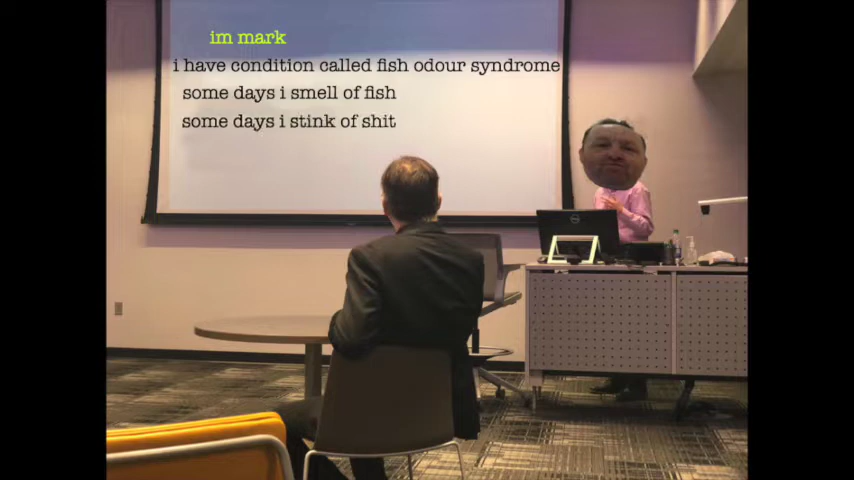 im mark
i have condition called fish odour syndrome
some days i smell of fish
some days i stink of shit